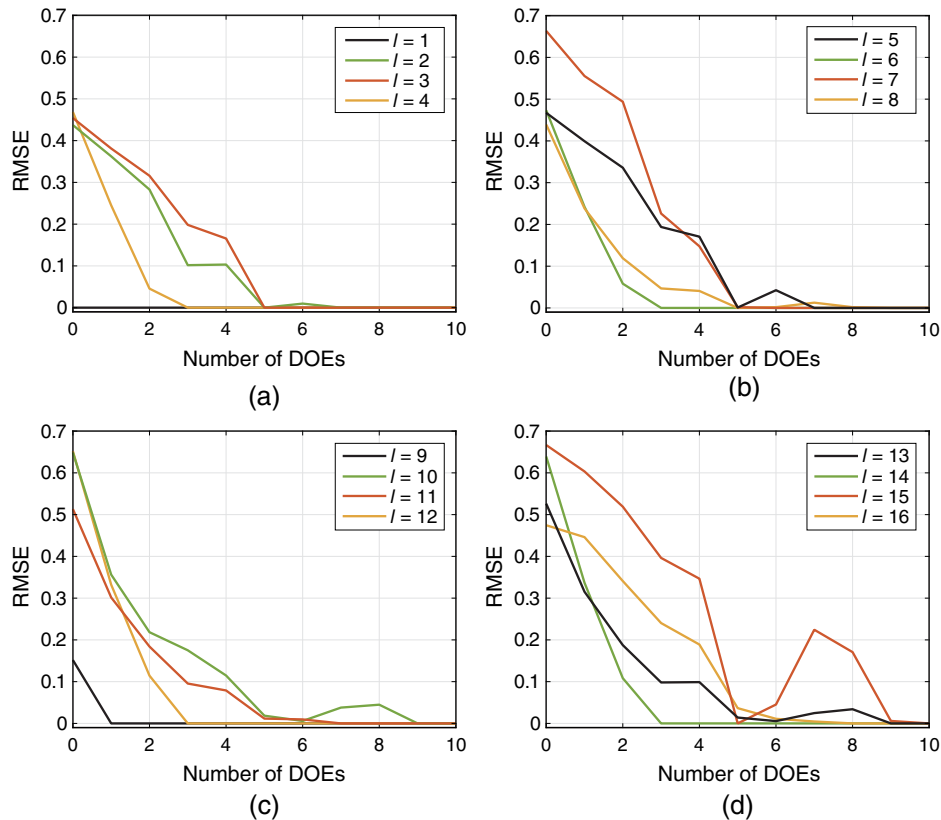 0.7
0.6
0.5
0.4
0.3
0.2
0.1
0
RMSE
0 2 4 6 8 10
Number of DOEs
l = 1
l = 2
l = 3
l = 4
(a)
0.7
0.6
0.5
0.4
0.3
0.2
0.1
0
RMSE
0 2 4 6 8 10
Number of DOEs
l = 5
l = 6
l = 7
l = 8
(b)
0.7
0.6
0.5
0.4
0.3
0.2
0.1
0
RMSE
0 2 4 6 8 10
Number of DOEs
l = 9
l = 10
l = 11
l = 12
(c)
0.7
0.6
0.5
0.4
0.3
0.2
0.1
0
RMSE
0 2 4 6 8 10
Number of DOEs
l = 13
l = 14
l = 15
l = 16
(d)